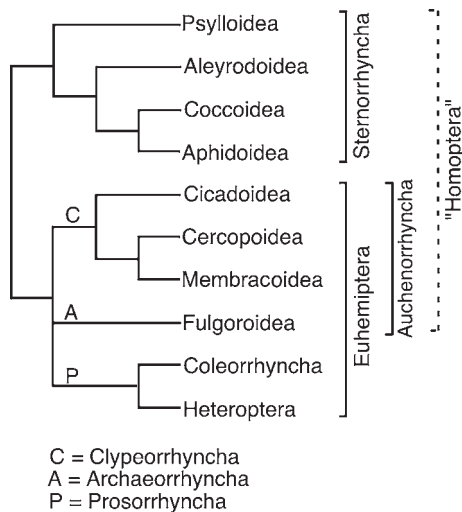 Psylloidea
Aleyrodoidea
Coccoidea
Aphidoidea
Cicadoidea
Cercopoidea
Membracoidea
Fulgoroidea
Coleorrhyncha
Heteroptera
C
A
P
Sternorrhyncha
Euhemiptera
Auchenorrhyncha
"Homoptera"
C = Clypeorrhyncha
A = Archaeorrhyncha
P = Prosorrhyncha